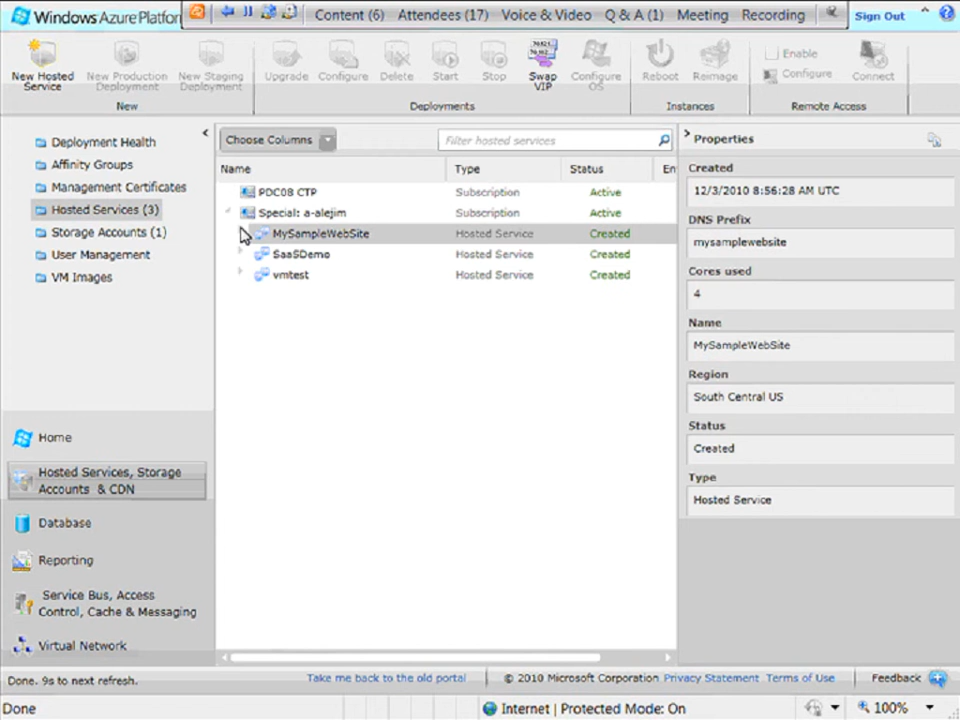 Windows Azure Platfor
Content (6) Attendees (17) Voice & Video Q & A (1) Meeting Recording
Sign Out
New Hosted Service
New Production Deployment
New Staging Deployment
New
Upgrade
Configure
Delete
Start
Stop
Swap VIP
Configure OS
Deployments
Reboot
Reimage
Instances
Enable
Configure
Connect
Remote Access
Deployment Health
Affinity Groups
Management Certificates
Hosted Services (3)
Storage Accounts (1)
User Management
VM Images
Home
Hosted Services, Storage
Accounts & CDN
Database
Reporting
Service Bus, Access
Control, Cache & Messaging
Virtual Network
Choose Columns
Filter hosted services
Name Type Status En
PDC08 CTP Subscription Active
Special: a-alejim Subscription Active
MySampleWebSite Hosted Service Created
SaaSDemo Hosted Service Created
vmtest Hosted Service Created
Properties
Created
12/3/2010 8:56:28 AM UTC
DNS Prefix
mysamplewebsite
Cores used
4
Name
MySampleWebSite
Region
South Central US
Status
Created
Type
Hosted Service
Done. 9s to next refresh.
Take me back to the old portal
© 2010 Microsoft Corporation Privacy Statement Terms of Use
Feedback
Done
Internet | Protected Mode: On
100%